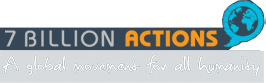 7 BILLION ACTIONS
A global movement for all humanity